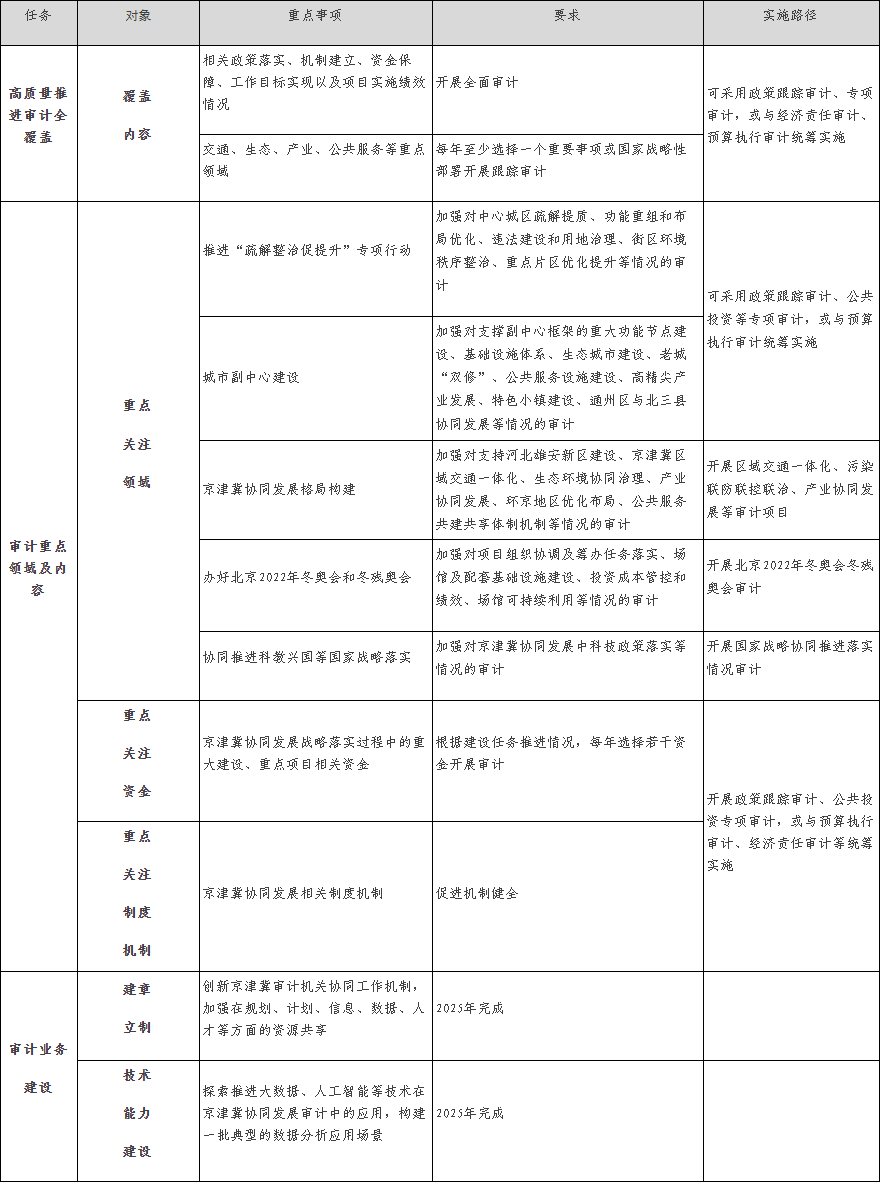 任务
对象
重点事项
要求
实施路径
高质量推
进审计全
覆盖
覆盖
内容
相关政策落实、机制建立、资金保
障、工作目标实现以及项目实施绩效
情况
开展全面审计
可采用政策跟踪审计、专项
审计，或与经济责任审计、
预算执行审计统筹实施
交通、生态、产业、公共服务等重点
领域
每年至少选择一个重要事项或国家战略性
部署开展跟踪审计
审计重点
领域及内
容
重点
关注
领域
推进“疏解整治促提升”专项行动
加强对中心城区疏解提质、功能重组和布
局优化、违法建设和用地治理、街区环境
秩序整治、重点片区优化提升等情况的审
计
可采用政策跟踪审计、公共
投资等专项审计，或与预算
执行审计统筹实施
城市副中心建设
加强对支撑副中心框架的重大功能节点建
设、基础设施体系、生态城市建设、老城
“双修”、公共服务设施建设、高精尖产
业发展、特色小镇建设、通州区与北三县
协同发展等情况的审计
京津冀协同发展格局构建
加强对支持河北雄安新区建设、京津冀区
域交通一体化、生态环境协同治理、产业
协同发展、环京地区优化布局、公共服务
共建共享体制机制等情况的审计
开展区域交通一体化、污染
联防联控联治、产业协同发
展等审计项目
办好北京2022年冬奥会和冬残奥会
加强对项目组织协调及筹办任务落实、场
馆及配套基础设施建设、投资成本管控和
绩效、场馆可持续利用等情况的审计
开展北京2022年冬奥会冬残
奥会审计
协同推进科教兴国等国家战略落实
加强对京津冀协同发展中科技政策落实等
情况的审计
开展国家战略协同推进落实
情况审计
重点
关注
资金
京津冀协同发展战略落实过程中的重
大建设、重点项目相关资金
根据建设任务推进情况，每年选择若干资
金开展审计
开展政策跟踪审计、公共投
资专项审计，或与预算执行
审计、经济责任审计等统筹
实施
重点
关注
制度
机制
京津冀协同发展相关制度机制
促进机制健全
审计业务
建设
建章
立制
创新京津冀审计机关协同工作机制，
加强在规划、计划、信息、数据、人
才等方面的资源共享
2025年完成
技术
能力
建设
探索推进大数据、人工智能等技术在
京津冀协同发展审计中的应用，构建
一批典型的数据分析应用场景
2025年完成